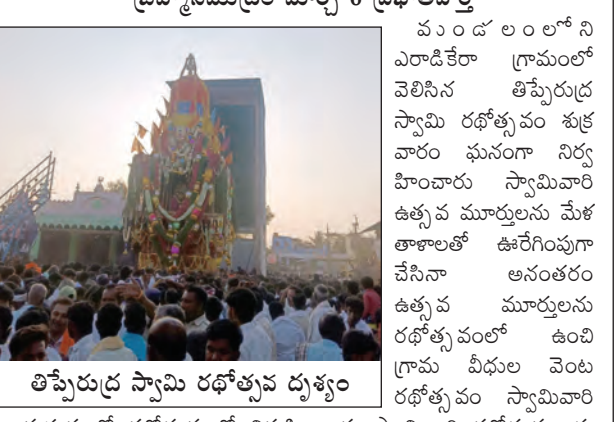 మండలంలోని
ఎరాడికేరా గ్రామంలో
వెలిసిన తిప్పేరుద్ర
స్వామి రథోత్సవం శుక్ర
వారం ఘనంగా నిర్వ
హించారు స్వామివారి
ఉత్సవ మూర్తులను మేళ
తాళాలతో ఊరేగింపుగా
చేసినా అనంతరం
ఉత్సవ మూర్తులను
రథోత్సవంలో ఉంచి
గ్రామ వీధుల వెంట
రథోత్సవం స్వామివారి
తిప్పేరుద్ర స్వామి రథోత్సవ దృశ్యం